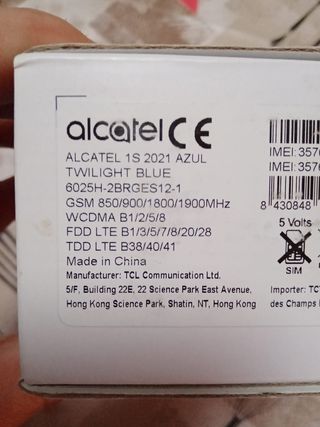 alcatel CE
ALCATEL 1S 2021 AZUL
TWILIGHT BLUE
6025H-2BRGES12-1
GSM 850/900/1800/1900MHz
WCDMA B1/2/5/8
FDD LTE B1/3/5/7/8/20/28
TDD LTE B38/40/41
Made in China
Manufacturer: TCL Communication Ltd.
5/F, Building 22E, 22 Science Park East Avenue,
Hong Kong Science Park, Shatin, NT, Hong Kong
IMEI: 357
IMEI: 357
8 430848
5 Volts
SIM
Importer: TCT
des Champs